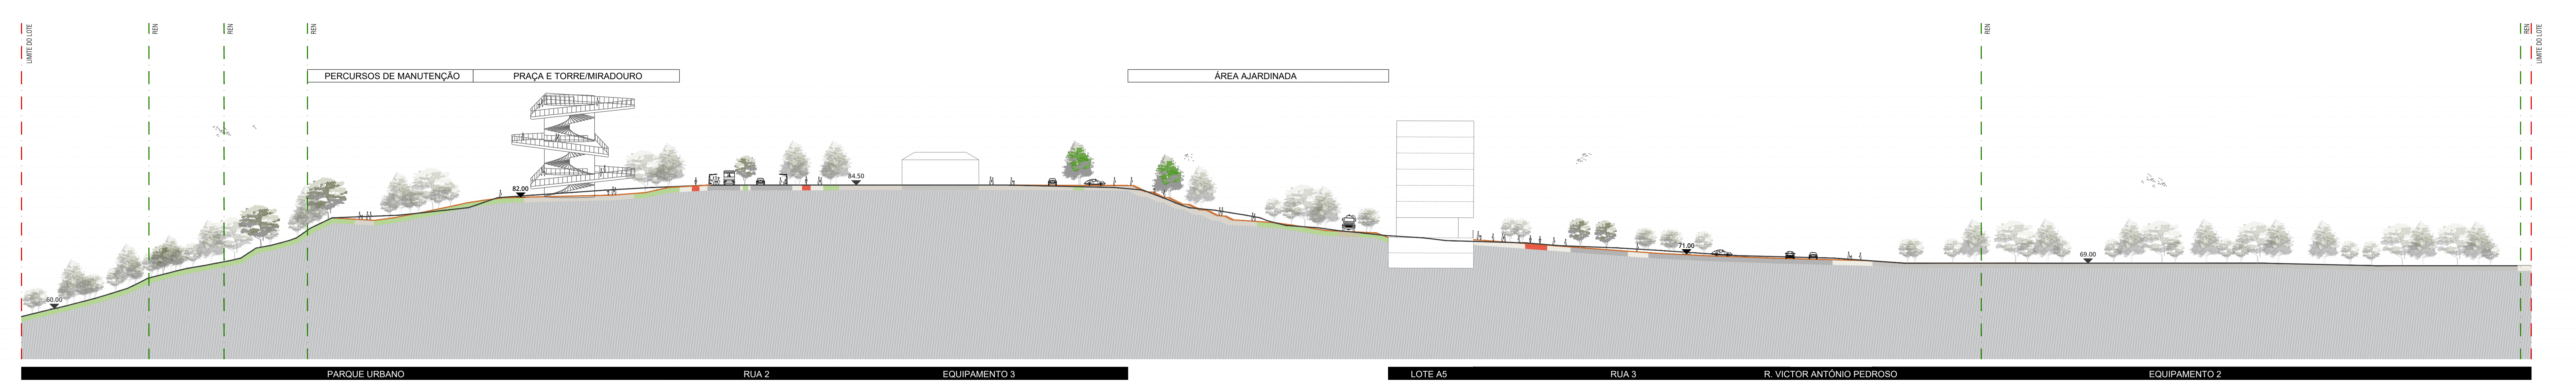 LIMITE DO LOTE
REN
REN
REN
REN
REN
LIMITE DO LOTE
PERCURSOS DE MANUTENÇÃO
PRAÇA E TORRE/MIRADOURO
ÁREA AJARDINADA
60.00
82.00
84.50
71.00
69.00
PARQUE URBANO
RUA 2
EQUIPAMENTO 3
LOTE A5
RUA 3
R. VICTOR ANTÓNIO PEDROSO
EQUIPAMENTO 2